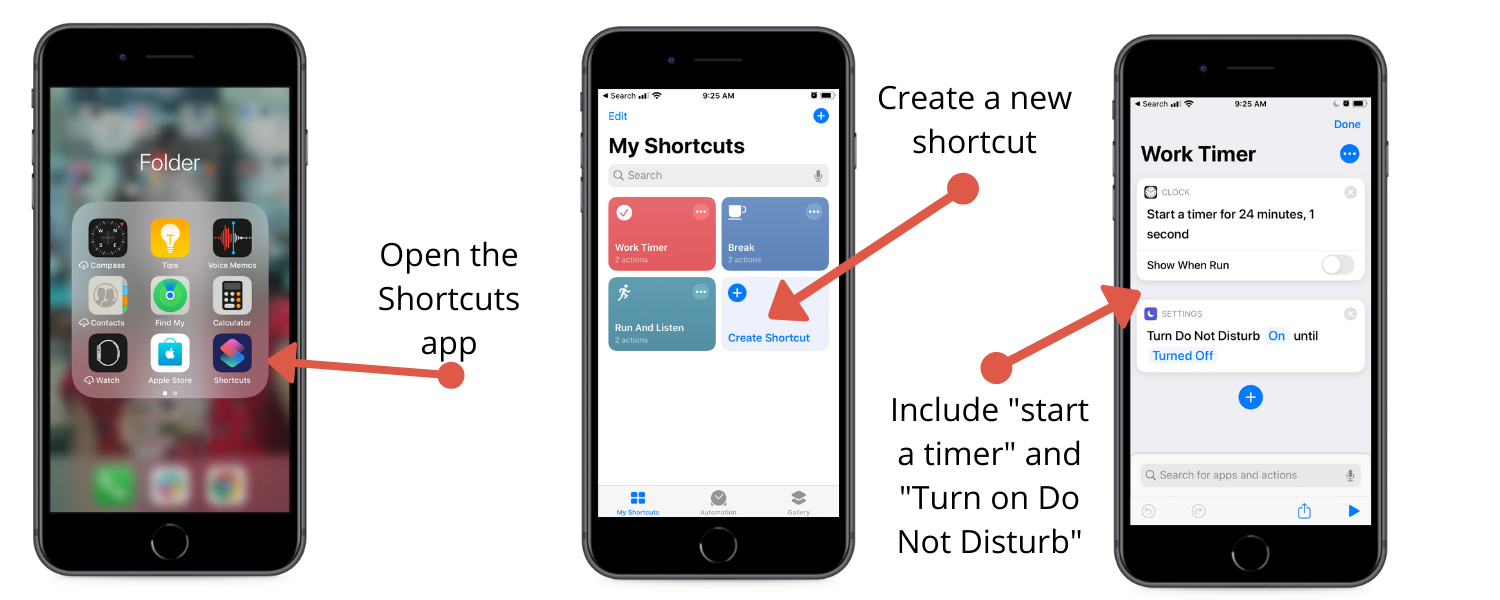 Folder
Compass
Tips
Voice Memos
Contacts
Find My
Calculator
Watch
Apple Store
Shortcuts
Open the
Shortcuts
app
Search
9:25 AM
Edit
My Shortcuts
Search
Work Timer
2 actions
Break
2 actions
Run And Listen
2 actions
Create Shortcut
My Shortcuts
Automation
Gallery
Create a new
shortcut
Include "start
a timer" and
"Turn on Do
Not Disturb"
Search
9:25 AM
Done
Work Timer
CLOCK
Start a timer for 24 minutes, 1
second
Show When Run
SETTINGS
Turn Do Not Disturb On until
Turned Off
Search for apps and actions